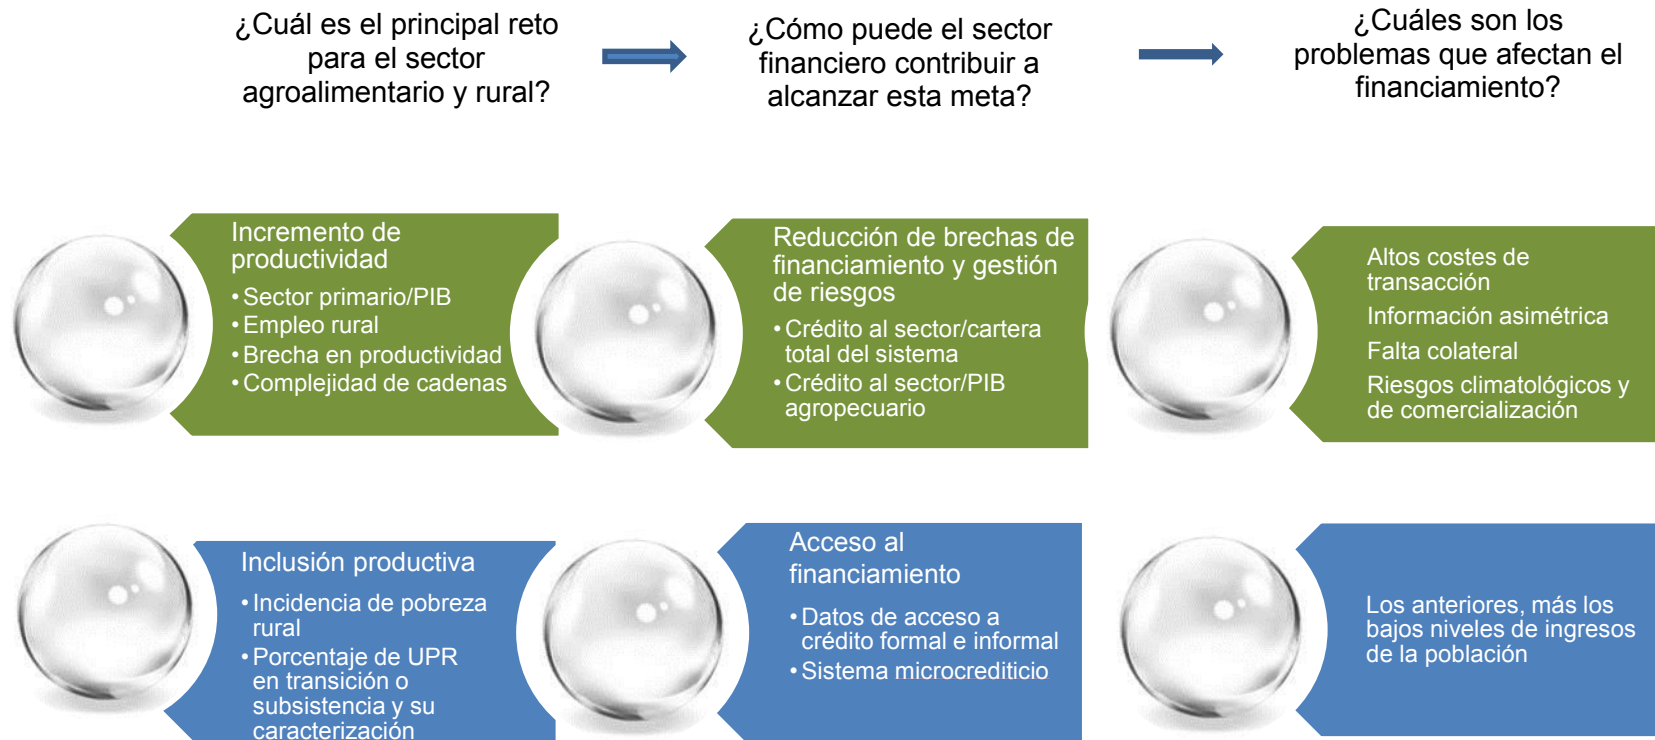 ¿Cuál es el principal reto
para el sector
agroalimentario y rural?
¿Cómo puede el sector
financiero contribuir a
alcanzar esta meta?
¿Cuáles son los
problemas que afectan el
financiamiento?
Incremento de
productividad
• Sector primario/PIB
• Empleo rural
• Brecha en productividad
• Complejidad de cadenas
Reducción de brechas de
financiamiento y gestión
de riesgos
• Crédito al sector/cartera
total del sistema
• Crédito al sector/PIB
agropecuario
Altos costes de
transacción
Información asimétrica
Falta colateral
Riesgos climatológicos y
de comercialización
Inclusión productiva
• Incidencia de pobreza
rural
• Porcentaje de UPR
en transición o
subsistencia y su
caracterización
Acceso al
financiamiento
• Datos de acceso a
crédito formal e informal
• Sistema microcrediticio
Los anteriores, más los
bajos niveles de ingresos
de la población